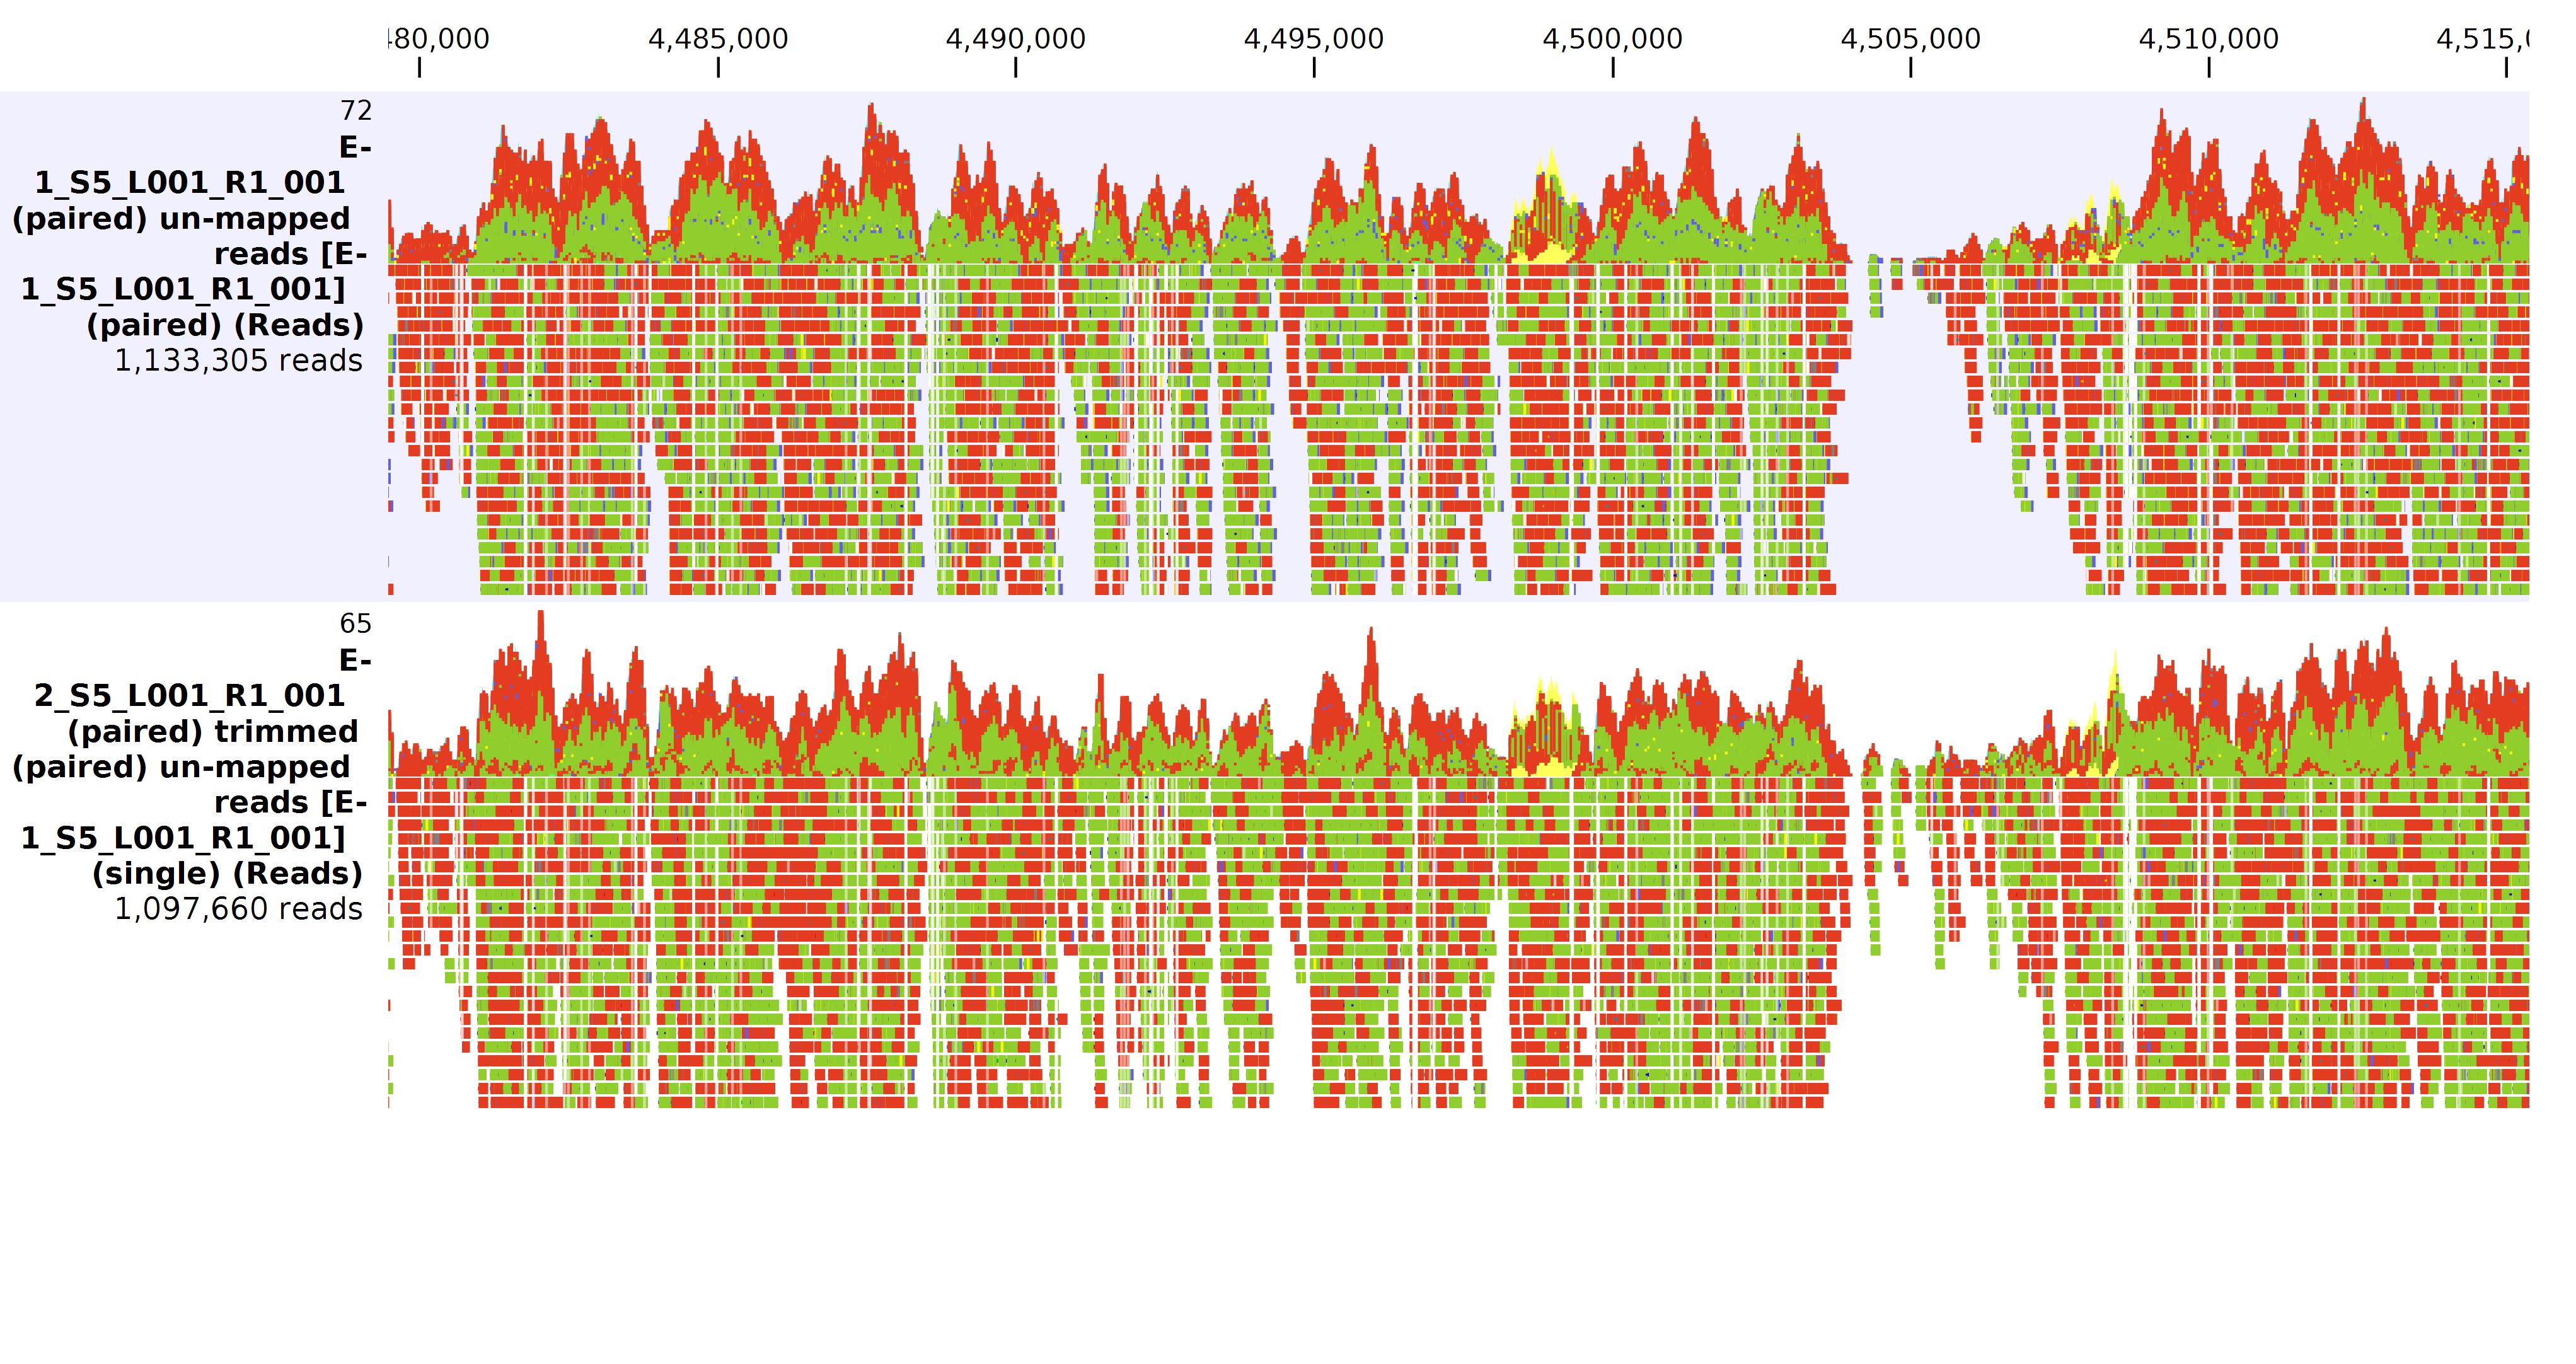 480,000 4,485,000 4,490,000 4,495,000 4,500,000 4,505,000 4,510,000 4,515,0
72
E-
1_S5_L001_R1_001
(paired) un-mapped
reads [E-
1_S5_L001_R1_001]
(paired) (Reads)
1,133,305 reads
65
E-
2_S5_L001_R1_001
(paired) trimmed
(paired) un-mapped
reads [E-
1_S5_L001_R1_001]
(single) (Reads)
1,097,660 reads